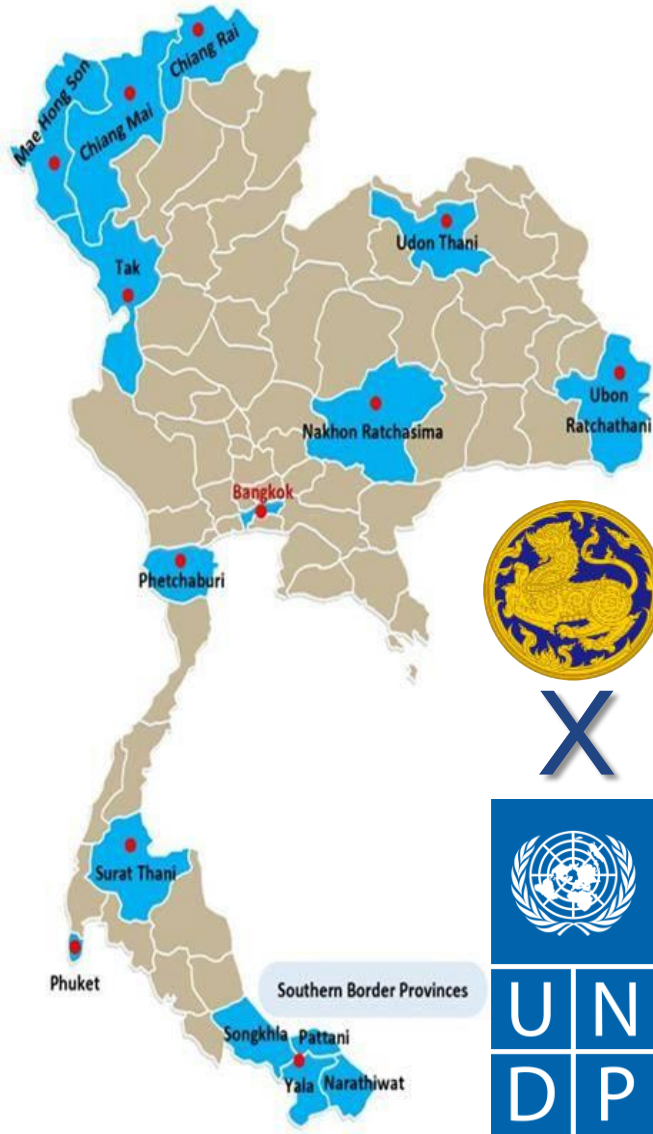 Chiang Rai
Mae Hong Son
Chiang Mai
Udon Thani
Tak
Ubon
Ratchathani
Nakhon Ratchasima
Bangkok
Phetchaburi
X
Surat Thani
Phuket
Southern Border Provinces
Songkhla
Pattani
Yala
Narathiwat
U N
D P